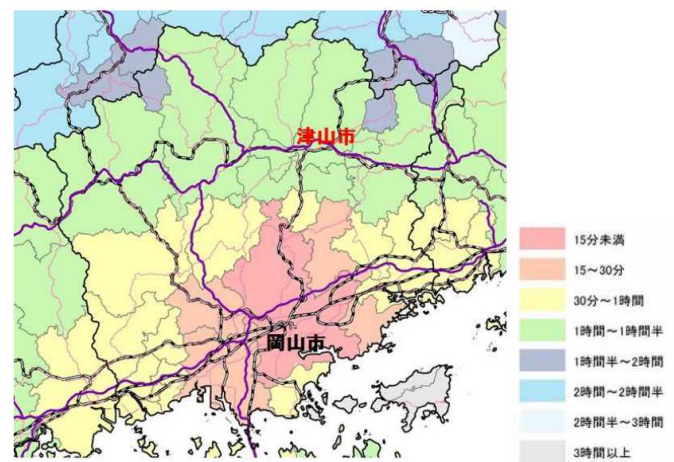 津山市
岡山市
15分未満
15～30分
30分～1時間
1時間～1時間半
1時間半～2時間
2時間～2時間半
2時間半～3時間
3時間以上